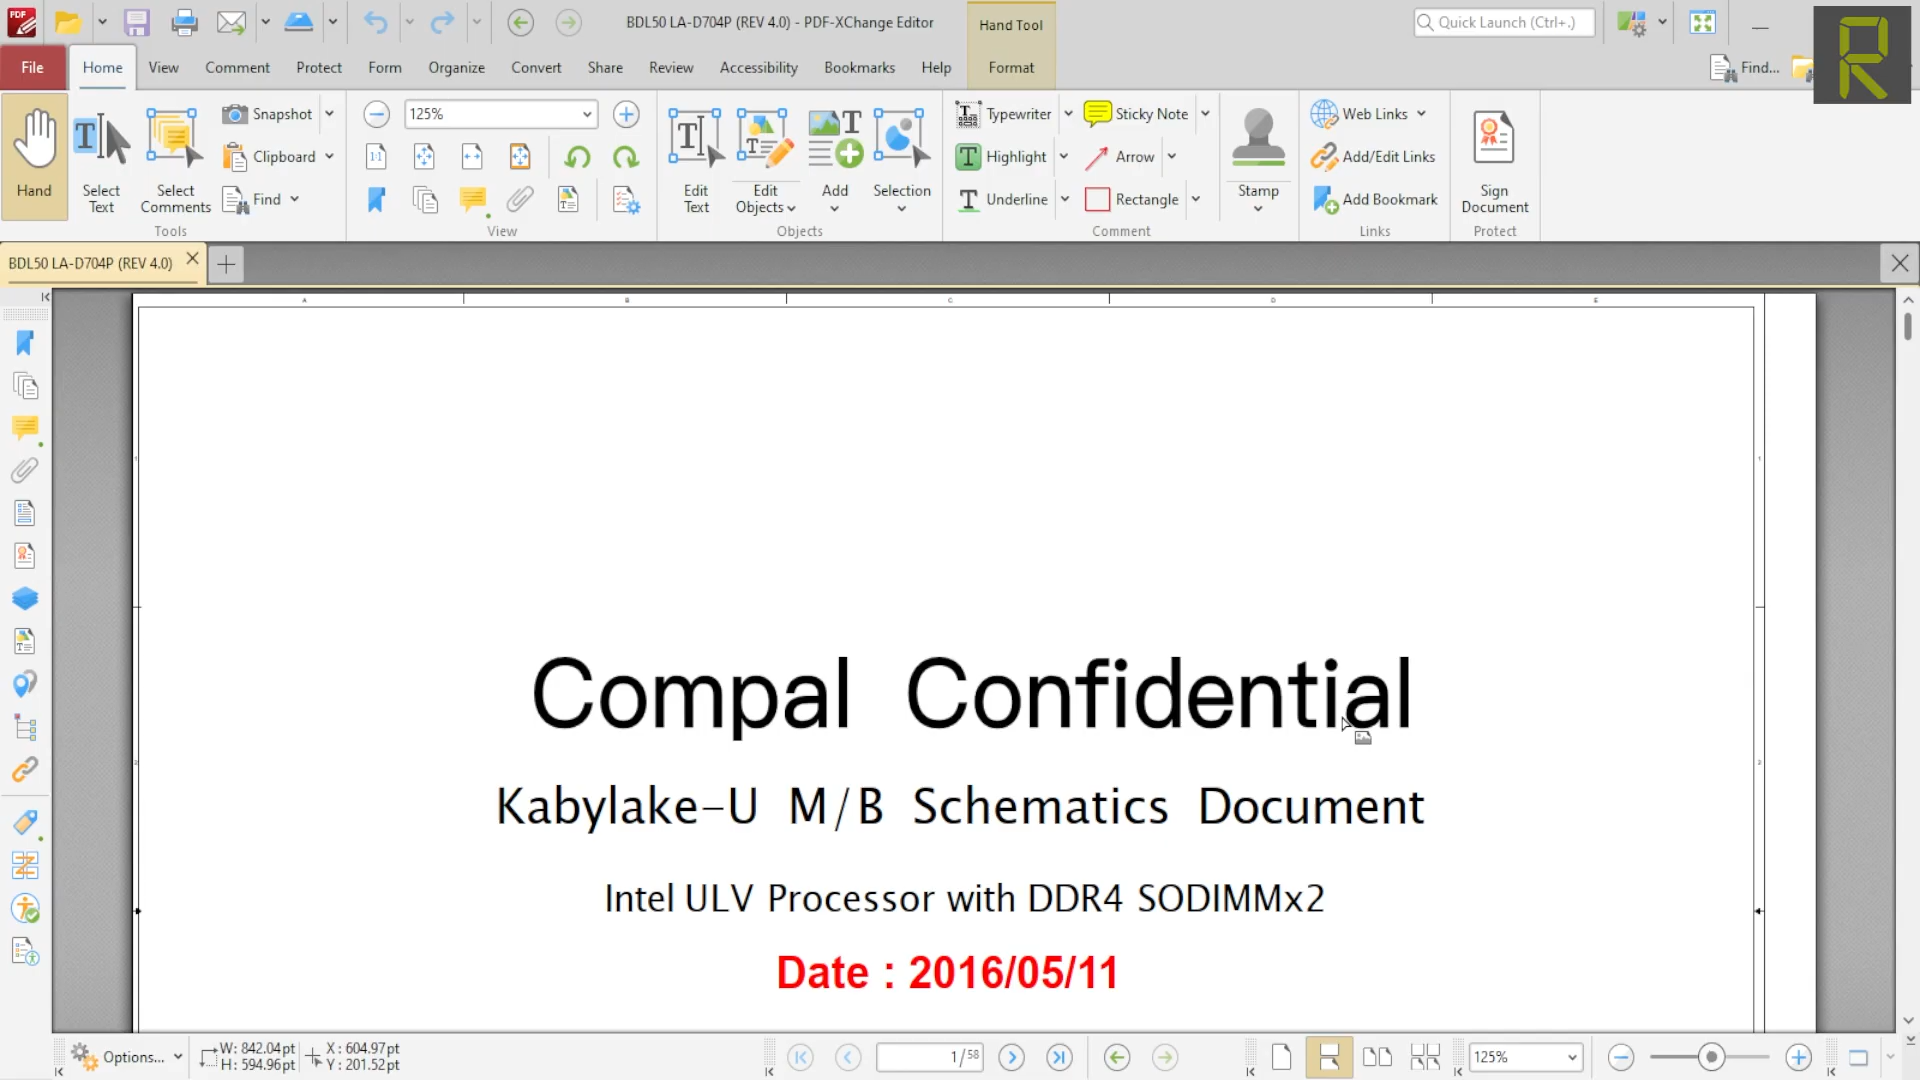 BDL50 LA-D704P (REV 4.0) - PDF-XChange Editor
Hand Tool
Quick Launch (Ctrl+.)
File
Home
View
Comment
Protect
Form
Organize
Convert
Share
Review
Accessibility
Bookmarks
Help
Format
Find...
R
Hand
Select Text
Select Comments
Snapshot
Clipboard
Find
Tools
125%
View
Edit Text
Edit Objects
Add
Selection
Objects
Typewriter
Highlight
Underline
Sticky Note
Arrow
Rectangle
Stamp
Comment
Web Links
Add/Edit Links
Add Bookmark
Links
Sign Document
Protect
BDL50 LA-D704P (REV 4.0)
A B C D E
Compal Confidential
Kabylake-U M/B Schematics Document
Intel ULV Processor with DDR4 SODIMMx2
Date : 2016/05/11
Options...
W: 842.04pt
H: 594.96pt
X : 604.97pt
Y : 201.52pt
1/58
125%